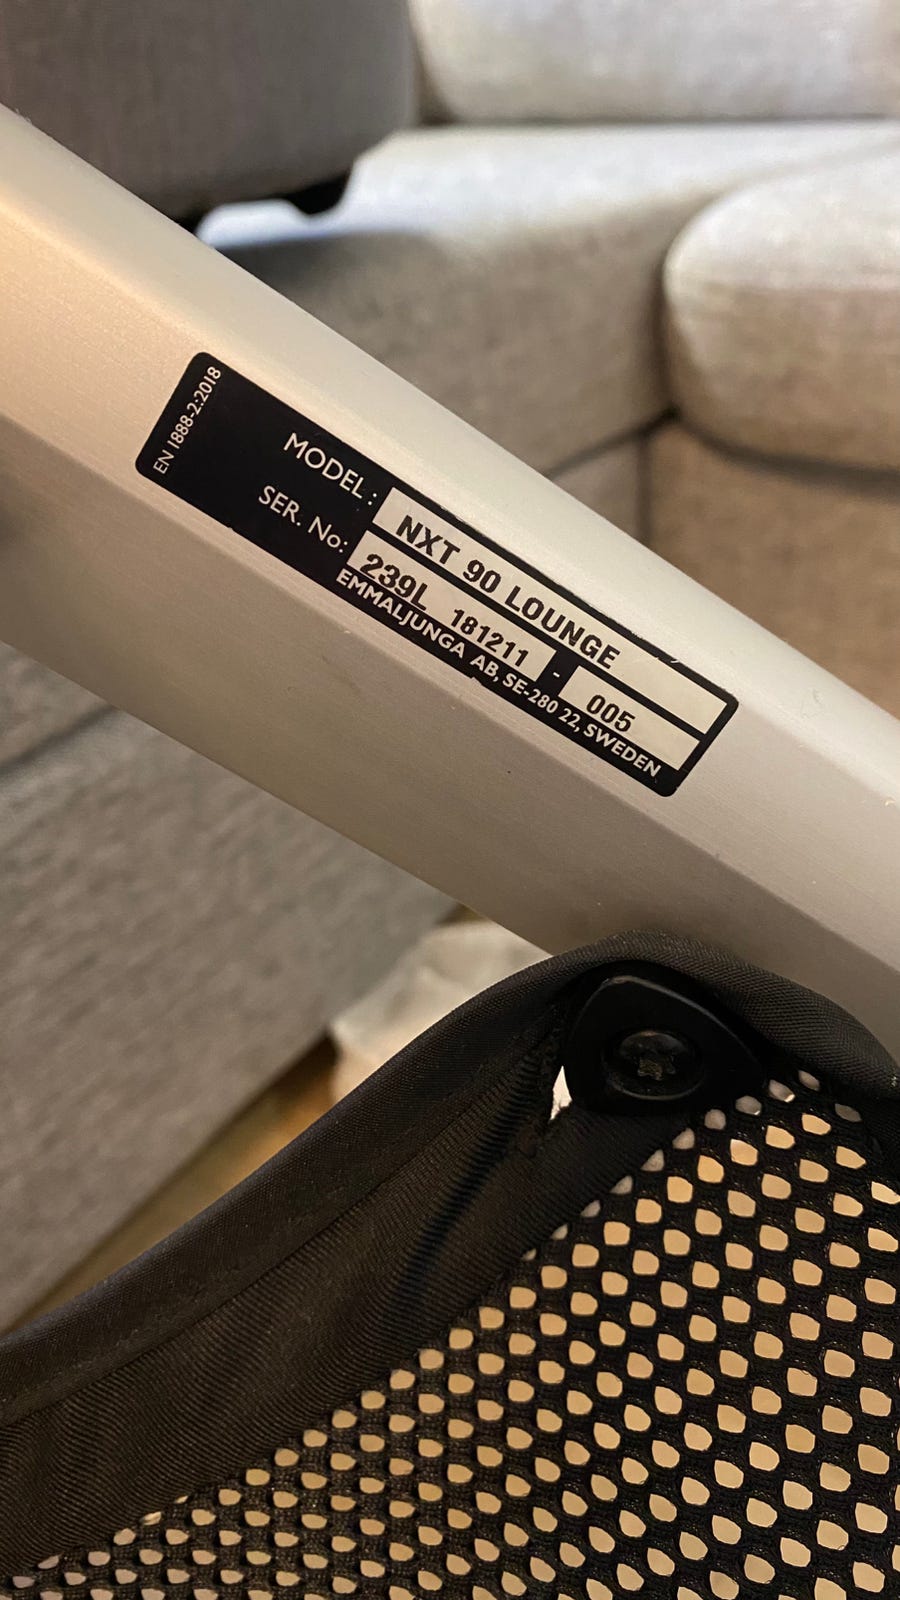 EN 1888-2:2018
MODEL: NXT 90 LOUNGE
SER. No: 239L 181211 - 005
EMMALJUNGA AB, SE-280 22, SWEDEN